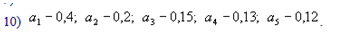 10) a₁ − 0,4; a₂ − 0,2; a₃ − 0,15; a₄ − 0,13; a₅ − 0,12.